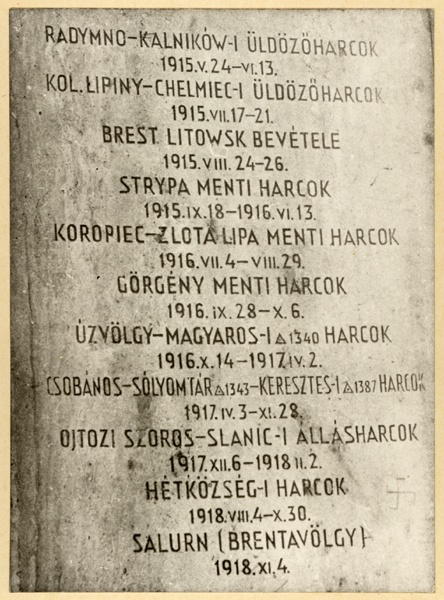 RADYMNO–KALNIKÓW-I ÜLDÖZŐHARCOK
1915.V.24–VI.13.
KOL. ŁIPINY–CHELMIEC-I ÜLDÖZŐHARCOK
1915.VII.17–21.
BREST LITOWSK BEVÉTELE
1915.VIII.24–26.
STRYPA MENTI HARCOK
1915.IX.18–1916.VI.13.
KOROPIEC–ZLOTA LIPA MENTI HARCOK
1916.VII.4–VIII.29.
GÖRGÉNY MENTI HARCOK
1916.IX.28–X.6.
ÚZVÖLGY–MAGYAROS-I △1340 HARCOK
1916.X.14–1917.IV.2.
CSOBÁNOS–SÓLYOMTÁR △1343–KERESZTES-I △1387 HARCOK
1917.IV.3–XI.28.
OJTOZI SZOROS–SLANIC-I ÁLLÁSHARCOK
1917.XII.6–1918 II.2.
HÉTKÖZSÉG-I HARCOK
1918.VIII.4–X.30.
SALURN (BRENTAVÖLGY)
1918.XI.4.